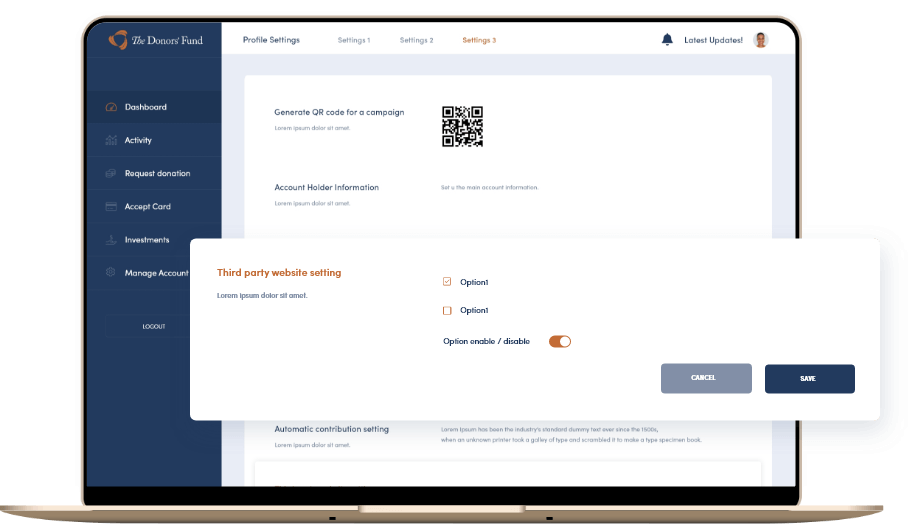 The Donors' Fund
Profile Settings
Settings 1
Settings 2
Settings 3
Latest Updates!
Dashboard
Activity
Request donation
Accept Card
Investments
Manage Account
LOGOUT
Generate QR code for a campaign
Lorem ipsum dolor sit amet.
Account Holder Information
Lorem ipsum dolor sit amet.
Set u the main account information.
Third party website setting
Lorem ipsum dolor sit amet.
Option1
Option1
Option enable / disable
CANCEL
SAVE
Automatic contribution setting
Lorem ipsum dolor sit amet.
Lorem Ipsum has been the industry's standard dummy text ever since the 1500s,
when an unknown printer took a galley of type and scrambled it to make a type specimen book.